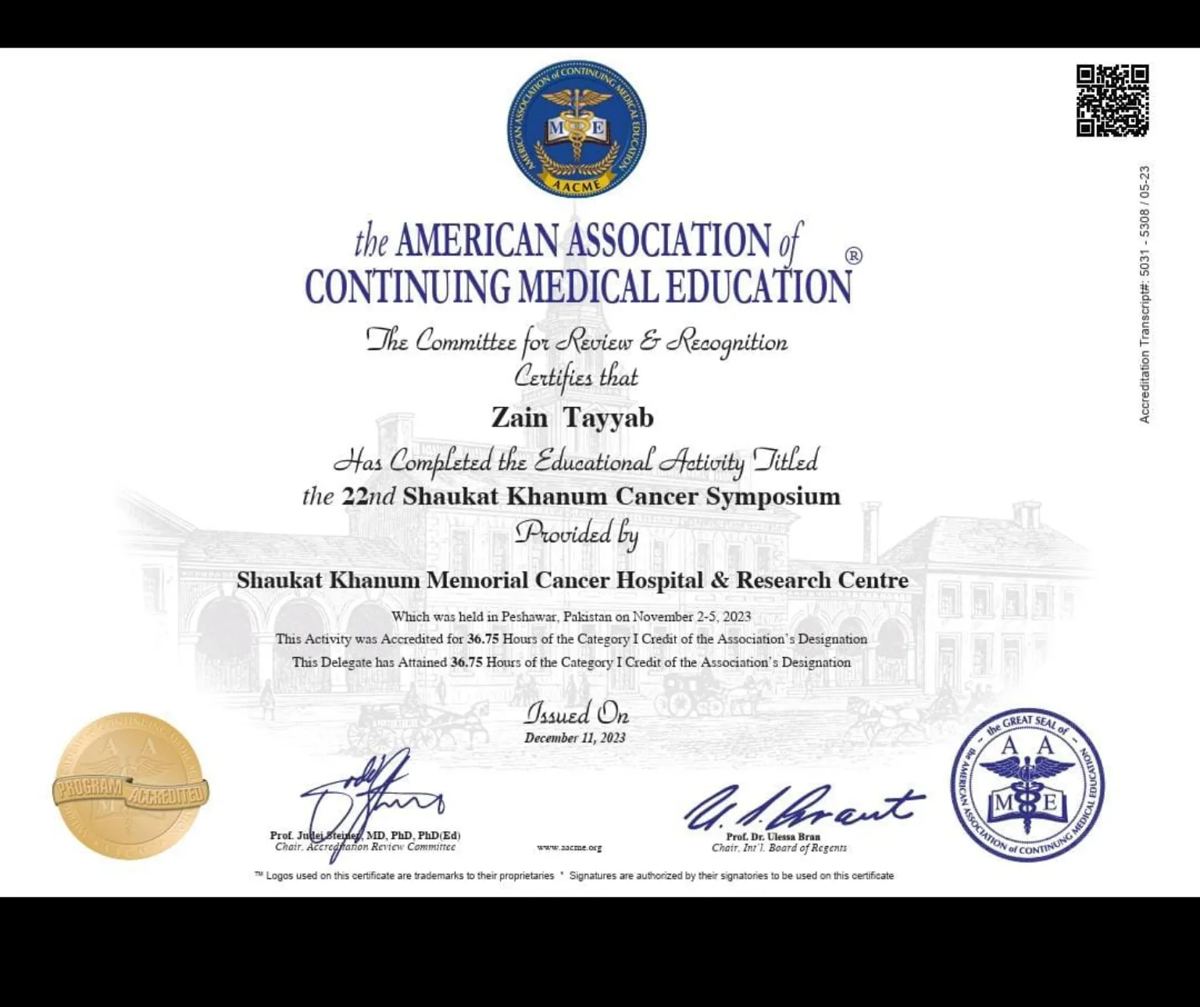 AMERICAN ASSOCIATION of CONTINUING MEDICAL EDUCATION
M E
AACME
Accreditation Transcript#: 5031 - 5308 / 05-23
the AMERICAN ASSOCIATION of
CONTINUING MEDICAL EDUCATION ®
The Committee for Review & Recognition
Certifies that
Zain Tayyab
Has Completed the Educational Activity Titled
the 22nd Shaukat Khanum Cancer Symposium
Provided by
Shaukat Khanum Memorial Cancer Hospital & Research Centre
Which was held in Peshawar, Pakistan on November 2-5, 2023
This Activity was Accredited for 36.75 Hours of the Category I Credit of the Association's Designation
This Delegate has Attained 36.75 Hours of the Category I Credit of the Association's Designation
Issued On
December 11, 2023
A A
PROGRAM ACCREDITED
M
Prof. Judei Steiner, MD, PhD, PhD(Ed)
Chair, Accreditation Review Committee
www.aacme.org
Prof. Dr. Ulessa Bran
Chair, Int'l. Board of Regents
the GREAT SEAL of
the AMERICAN ASSOCIATION of CONTINUNG MEDICAL EDUCATION
A A
M E
™ Logos used on this certificate are trademarks to their proprietaries * Signatures are authorized by their signatories to be used on this certificate